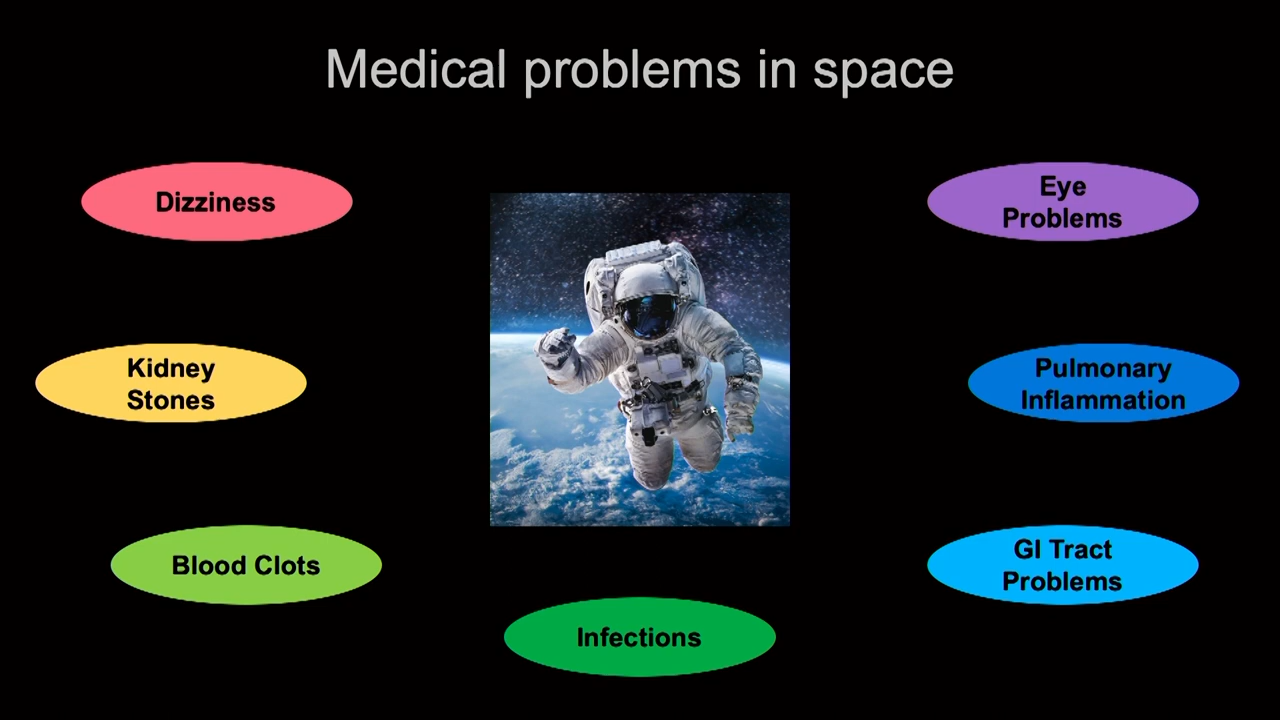 Medical problems in space
Dizziness
Eye
Problems
Kidney
Stones
Pulmonary
Inflammation
Blood Clots
GI Tract
Problems
Infections